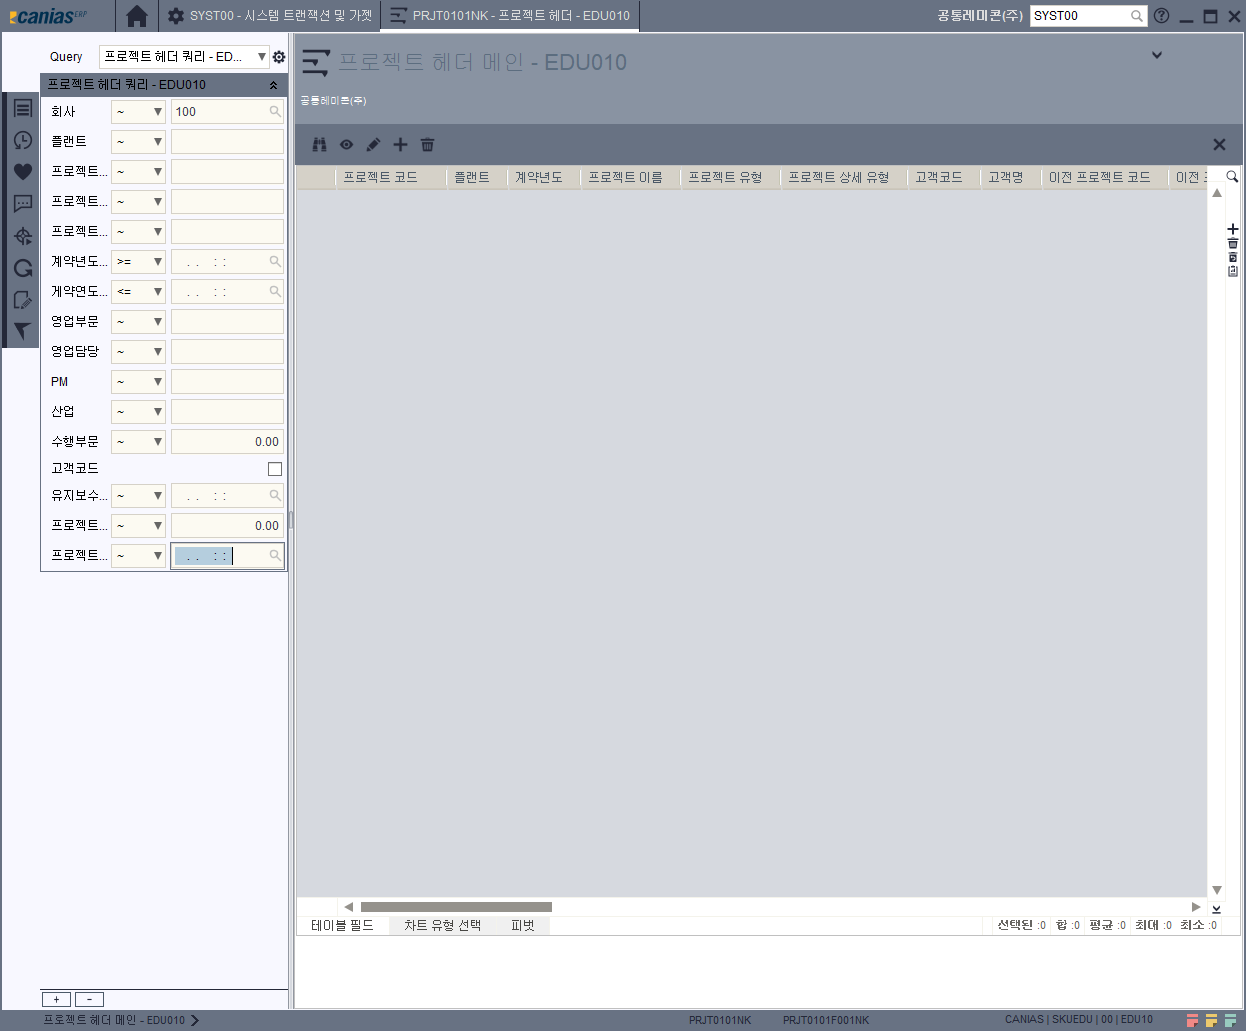 canias ERP
SYST00 - 시스템 트랜잭션 및 가젯
PRJT0101NK - 프로젝트 헤더 - EDU010
공통레미콘(주)
SYST00
Query
프로젝트 헤더 쿼리 - ED...
프로젝트 헤더 쿼리 - EDU010
회사 ~ 100
플랜트 ~
프로젝트... ~
프로젝트... ~
프로젝트... ~
계약년도... >= . . : :
게약연도... <= . . : :
영업부문 ~
영업담당 ~
PM ~
산업 ~
수행부문 ~ 0.00
고객코드
유지보수... ~ . . : :
프로젝트... ~ 0.00
프로젝트... ~ . . : :
프로젝트 헤더 메인 - EDU010
공통레미콘(주)
프로젝트 코드 플랜트 계약년도 프로젝트 이름 프로젝트 유형 프로젝트 상세 유형 고객코드 고객명 이전 프로젝트 코드 이전
테이블 필드 차트 유형 선택 피벗
선택된 :0 합 :0 평균 :0 최대 :0 최소 :0
+ -
프로젝트 헤더 메인 - EDU010
PRJT0101NK
PRJT0101F001NK
CANIAS | SKUEDU | 00 | EDU10